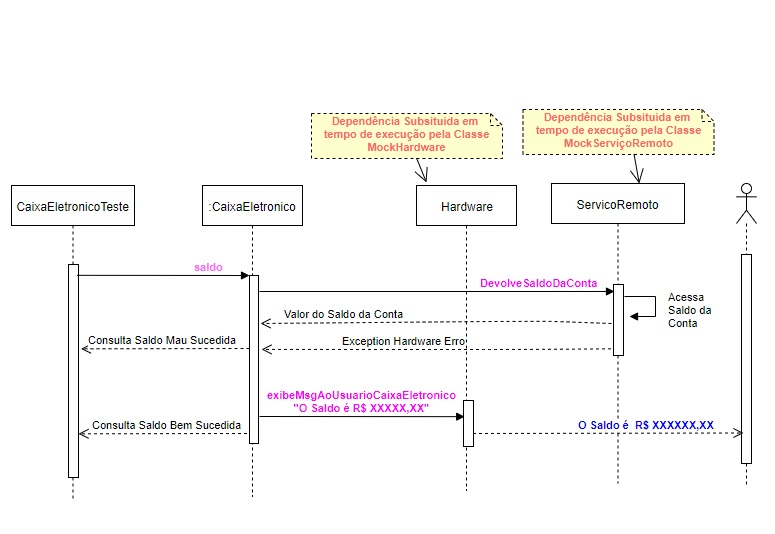 Dependência Subsituida em
tempo de execução pela Classe
MockHardware
Dependência Subsituida em
tempo de execução pela Classe
MockServiçoRemoto
CaixaEletronicoTeste
:CaixaEletronico
Hardware
ServicoRemoto
saldo
DevolveSaldoDaConta
Acessa
Saldo da
Conta
Valor do Saldo da Conta
Consulta Saldo Mau Sucedida
Exception Hardware Erro
exibeMsgAoUsuarioCaixaEletronico
"O Saldo é R$ XXXXX,XX"
Consulta Saldo Bem Sucedida
O Saldo é R$ XXXXXX,XX